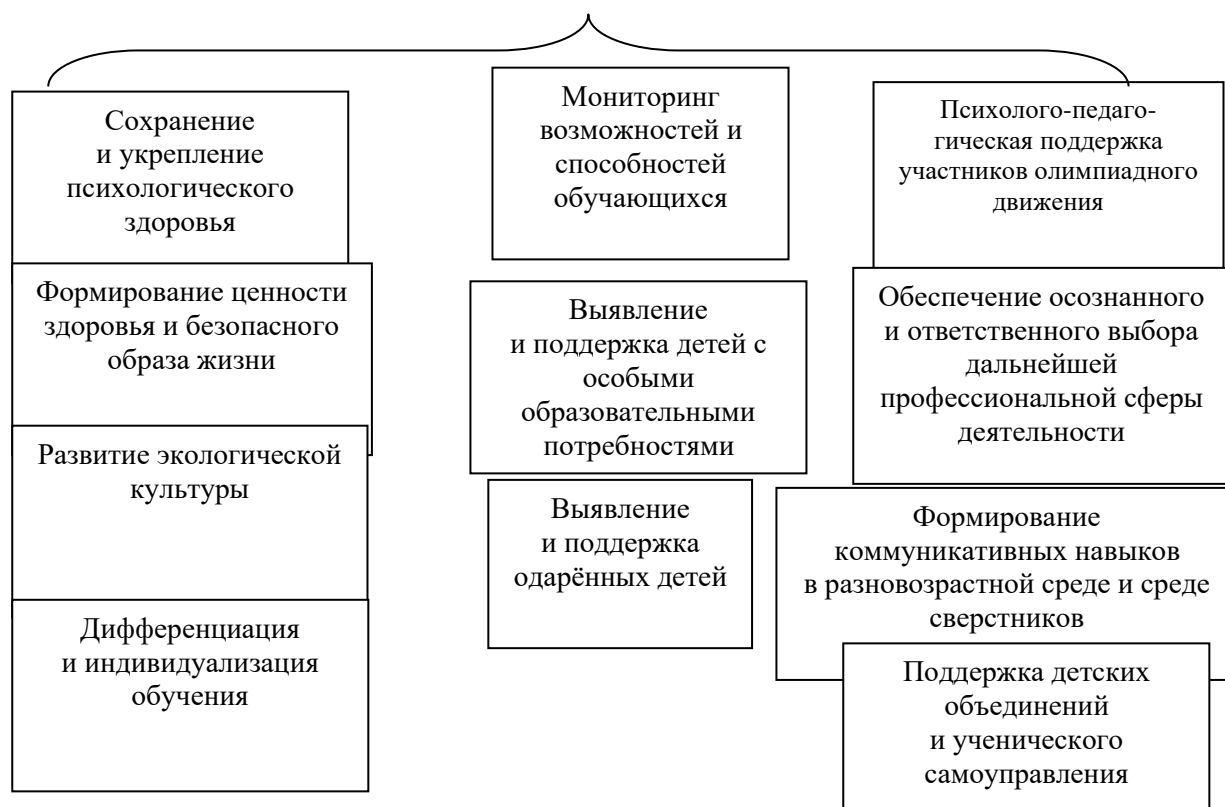 Сохранение
и укрепление
психологического
здоровья
Формирование ценности
здоровья и безопасного
образа жизни
Развитие экологической
культуры
Дифференциация
и индивидуализация
обучения
Мониторинг
возможностей и
способностей
обучающихся
Выявление
и поддержка детей с
особыми
образовательными
потребностями
Выявление
и поддержка
одарённых детей
Психолого-педаго-
гическая поддержка
участников олимпиадного
движения
Обеспечение осознанного
и ответственного выбора
дальнейшей
профессиональной сферы
деятельности
Формирование
коммуникативных навыков
в разновозрастной среде и среде
сверстников
Поддержка детских
объединений
и ученического
самоуправления